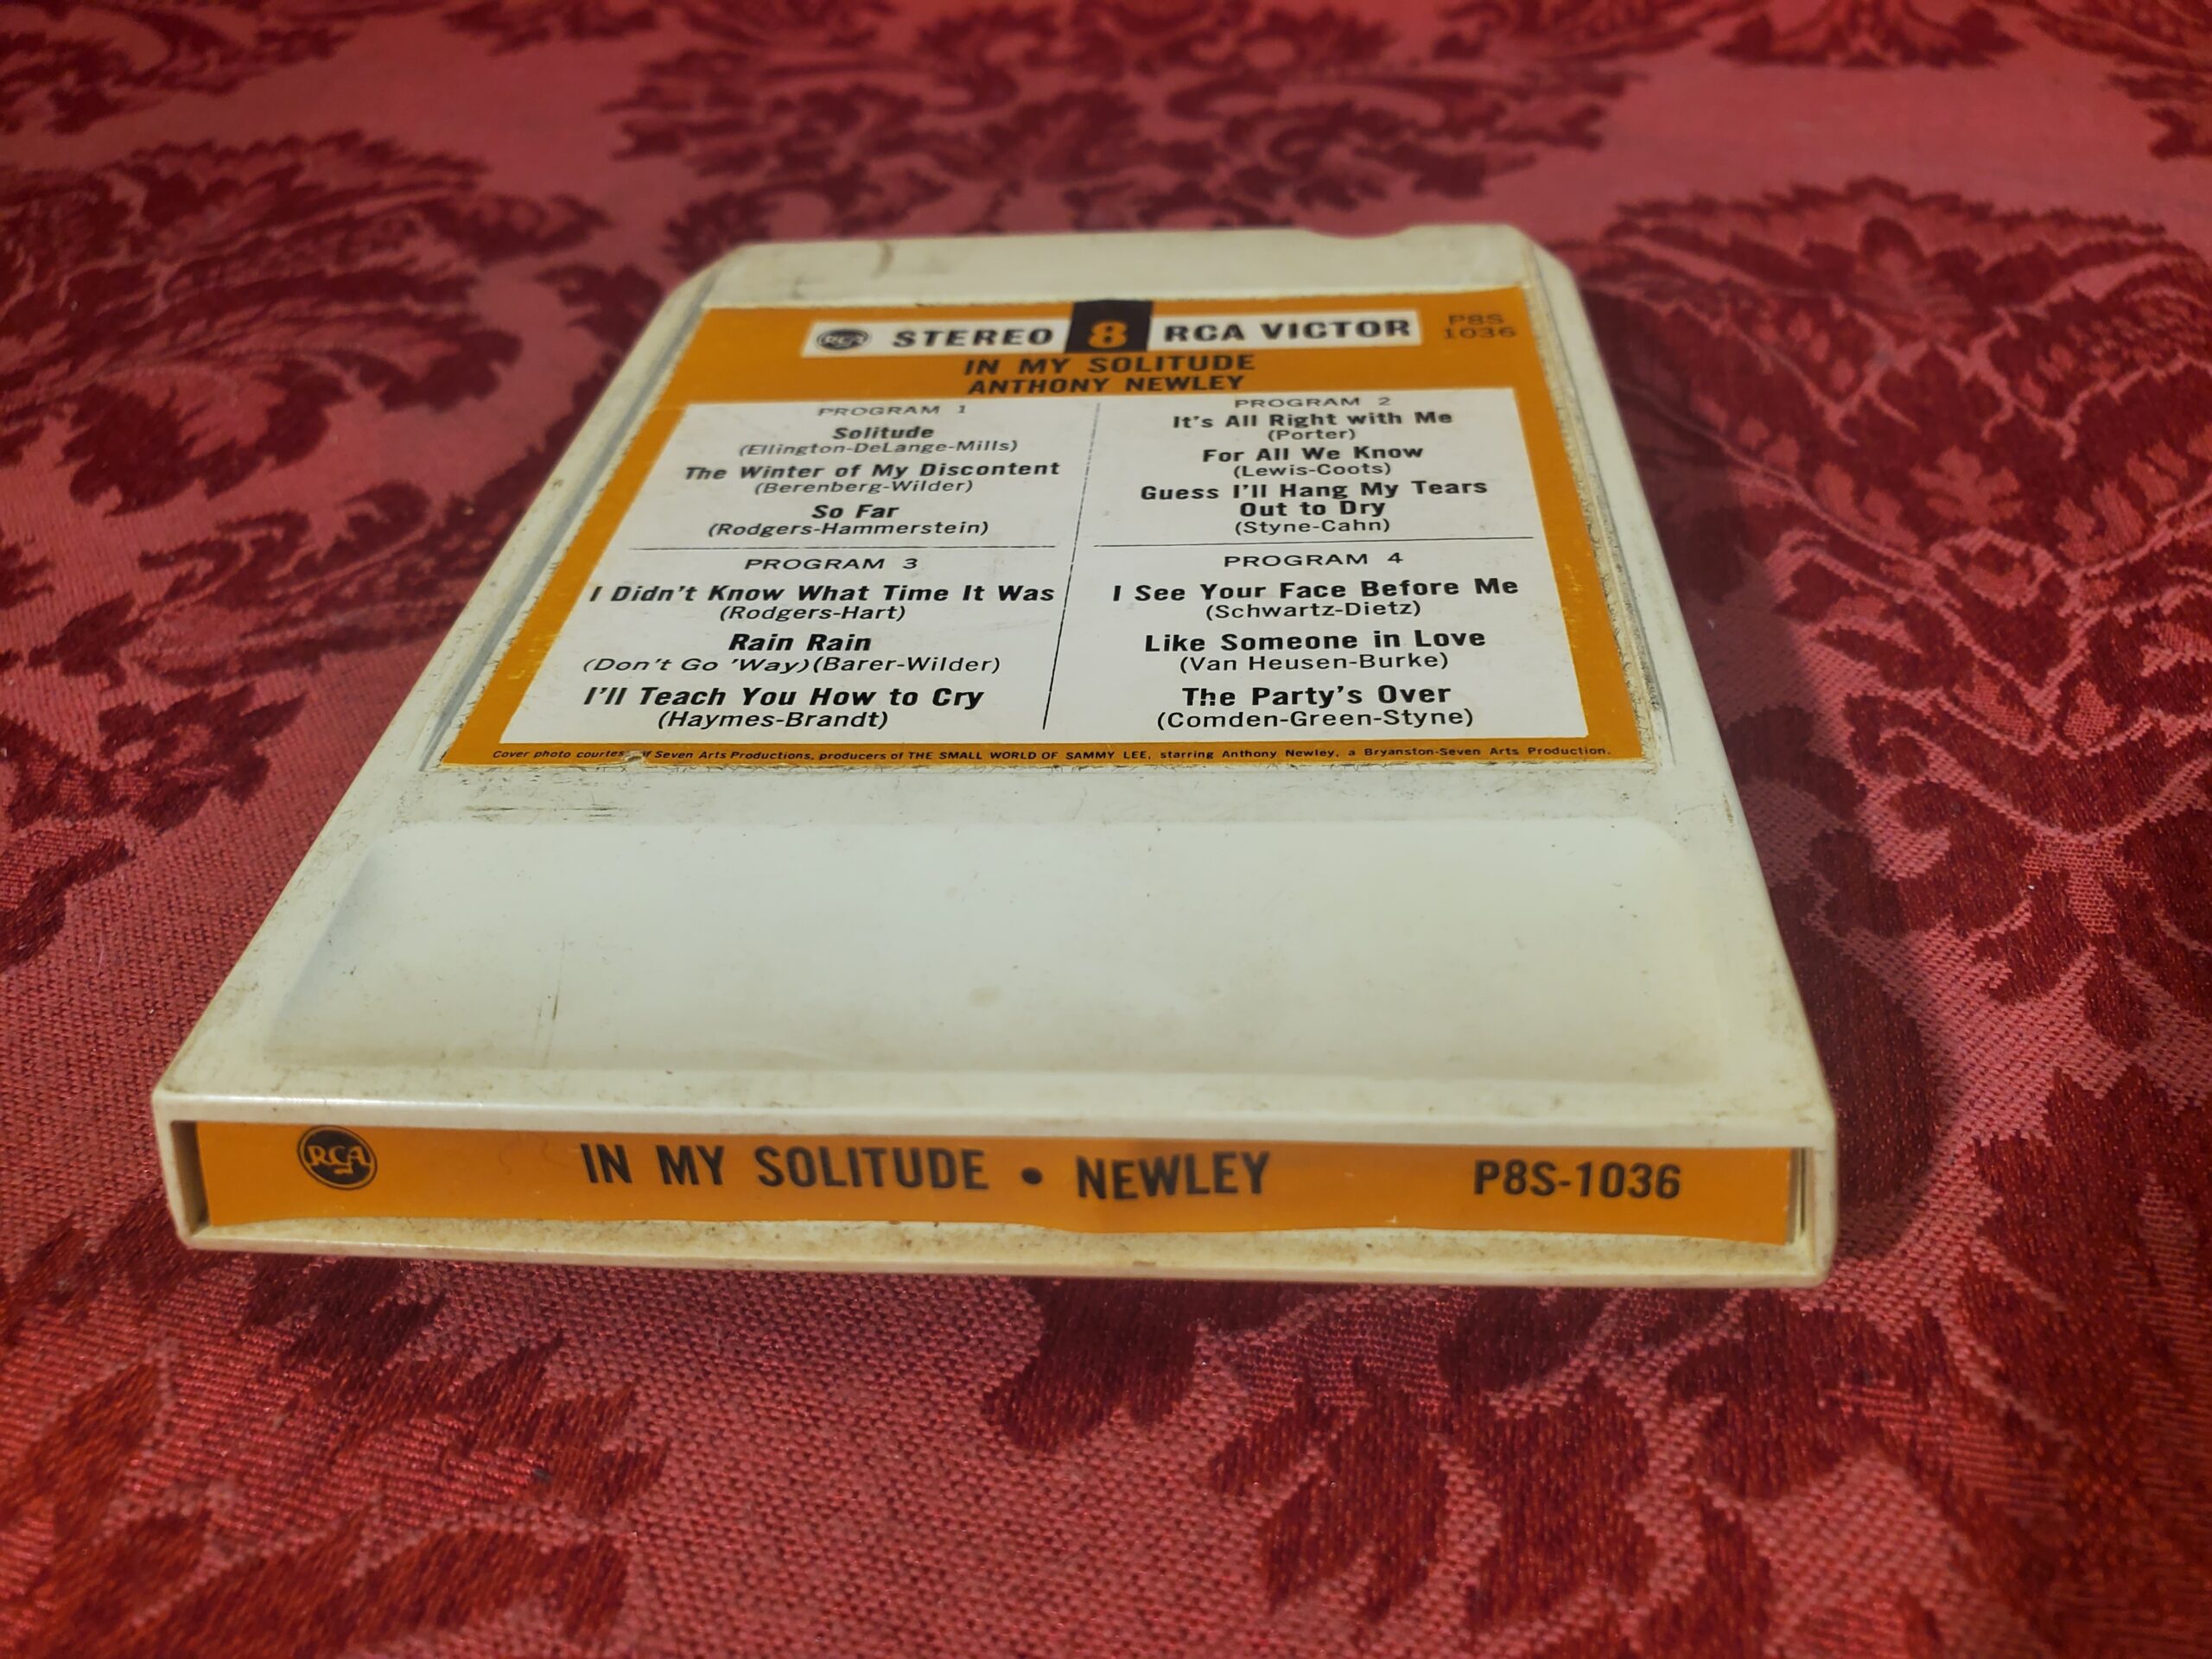 RCA STEREO 8 RCA VICTOR P8S
1036
IN MY SOLITUDE
ANTHONY NEWLEY
PROGRAM 1
Solitude
(Ellington-DeLange-Mills)
The Winter of My Discontent
(Berenberg-Wilder)
So Far
(Rodgers-Hammerstein)
PROGRAM 2
It's All Right with Me
(Porter)
For All We Know
(Lewis-Coots)
Guess I'll Hang My Tears
Out to Dry
(Styne-Cahn)
PROGRAM 3
I Didn't Know What Time It Was
(Rodgers-Hart)
Rain Rain
(Don't Go 'Way)(Barer-Wilder)
I'll Teach You How to Cry
(Haymes-Brandt)
PROGRAM 4
I See Your Face Before Me
(Schwartz-Dietz)
Like Someone in Love
(Van Heusen-Burke)
The Party's Over
(Comden-Green-Styne)
Cover photo Seven Arts Productions, producers of THE SMALL WORLD OF SAMMY LEE, starring Anthony Newley, a Bryanston-Seven Arts Production.
RCA IN MY SOLITUDE • NEWLEY P8S-1036